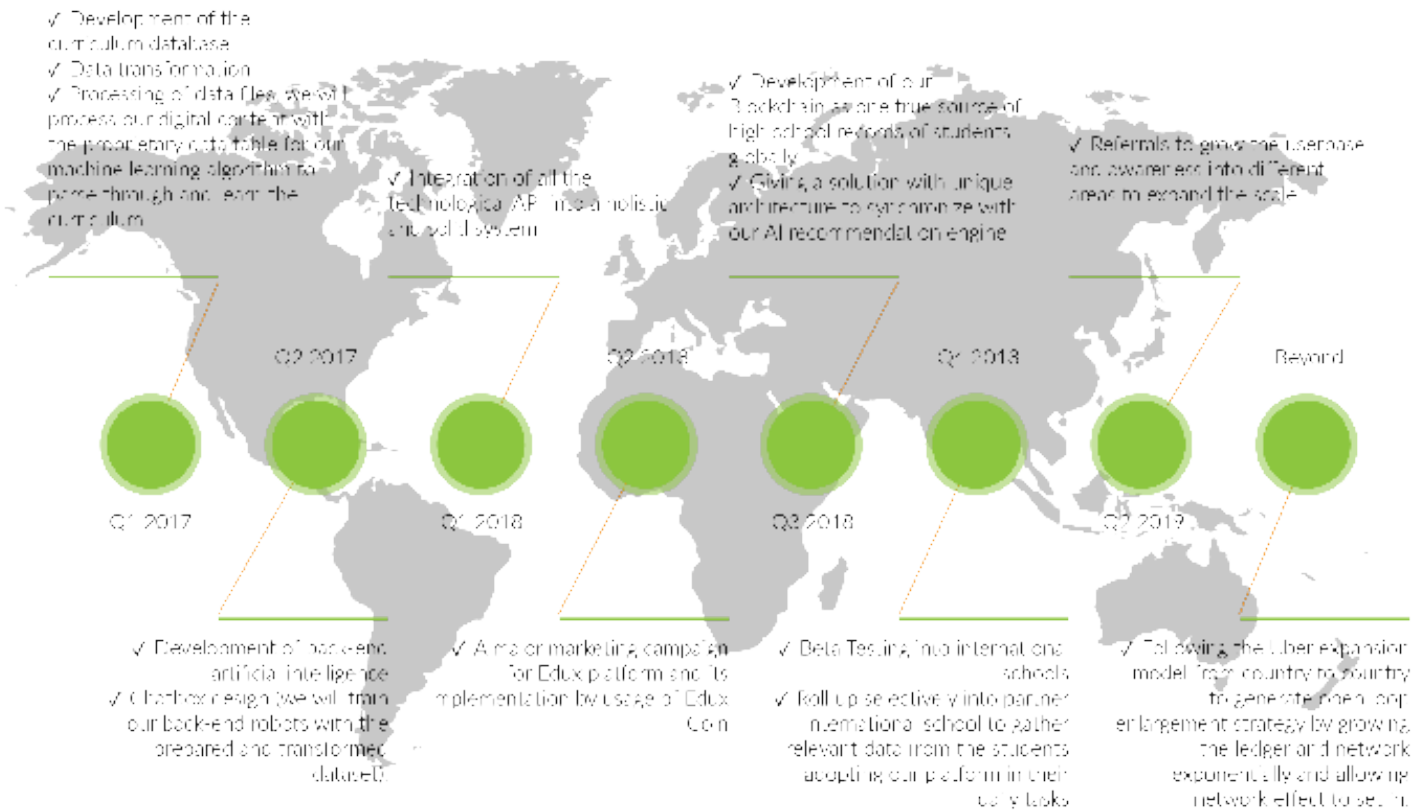 ✓ Development of the
curriculum database
✓ Data transformation
✓ Processing of data files, we will
process our digital content with
the proprietary data table for our
machine learning algorithm to
parse through and learn the
curriculum
✓ Integration of all the
technological API into a holistic
and solid system
✓ Development of our
Blockchain as one true source of
high school records of students
globally
✓ Giving a solution with unique
architecture to synchronize with
our AI recommendation engine
✓ Referrals to grow the userbase
and awareness into different
areas to expand the scale
Q2 2017
Q2 2018
Q4 2018
Beyond
Q1 2017
Q1 2018
Q3 2018
Q2 2019
✓ Development of back-end
artificial intelligence
✓ Chatbox design (we will train
our back-end robots with the
prepared and transformed
dataset).
✓ A major marketing campaign
for Edux platform and its
implementation by usage of Edux
Coin
✓ Beta Testing into international
schools
✓ Roll up selectively into partner
international school to gather
relevant data from the students
adopting our platform in their
daily tasks
✓ Following the Uber expansion
model from country to country
to generate open loop
enlargement strategy by growing
the ledger and network
exponentially and allowing
network effect to set in.